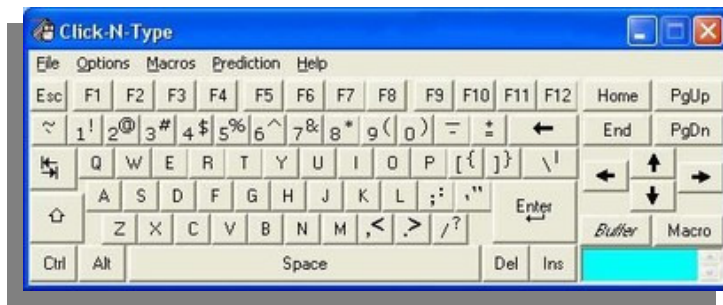 Click-N-Type
File Options Macros Prediction Help
Esc F1 F2 F3 F4 F5 F6 F7 F8 F9 F10 F11 F12 Home PgUp
~ ` 1! 2@ 3# 4$ 5% 6^ 7& 8* 9( 0) - _ = + ← End PgDn
↹ Q W E R T Y U I O P [{ ]} \| ← ↑ →
A S D F G H J K L ;: '" Enter ↓
⇧ Z X C V B N M ,< .> /? Buffer Macro
Ctrl Alt Space Del Ins